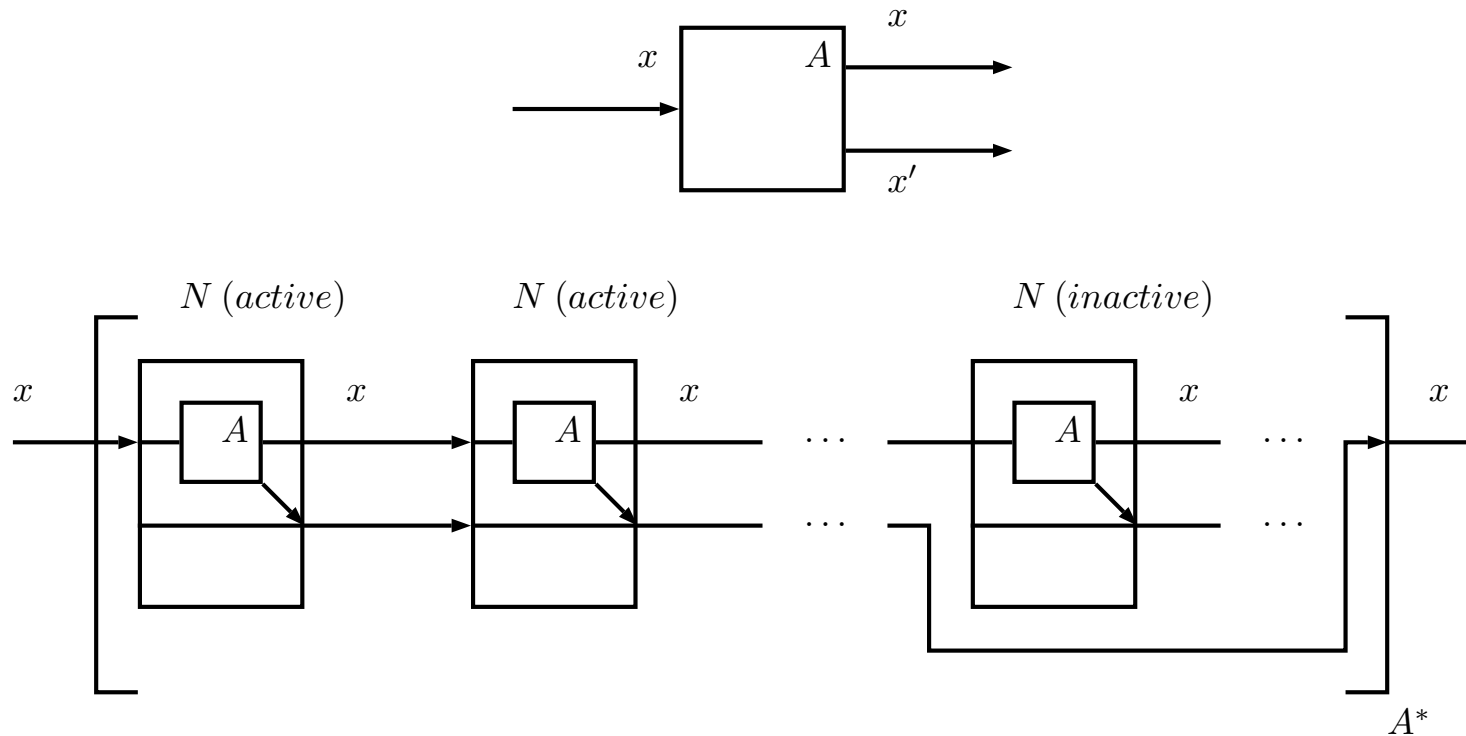 x
x A
x′
N (active) N (active) N (inactive)
x x x x x
A A ··· A ···
··· ···
A*